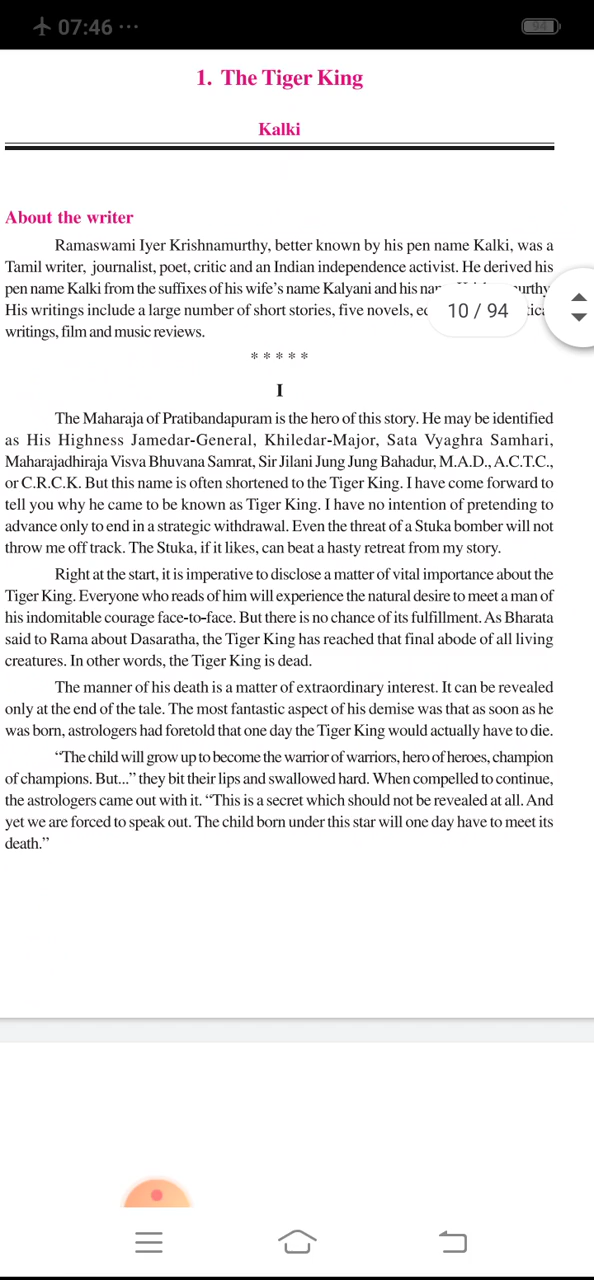 07:46 ...
94
1. The Tiger King
Kalki
About the writer
Ramaswami Iyer Krishnamurthy, better known by his pen name Kalki, was a
Tamil writer, journalist, poet, critic and an Indian independence activist. He derived his
pen name Kalki from the suffixes of his wife's name Kalyani and his
His writings include a large number of short stories, five novels,
10 / 94
writings, film and music reviews.
* * * * *
I
The Maharaja of Pratibandapuram is the hero of this story. He may be identified
as His Highness Jamedar-General, Khiledar-Major, Sata Vyaghra Samhari,
Maharajadhiraja Visva Bhuvana Samrat, Sir Jilani Jung Jung Bahadur, M.A.D., A.C.T.C.,
or C.R.C.K. But this name is often shortened to the Tiger King. I have come forward to
tell you why he came to be known as Tiger King. I have no intention of pretending to
advance only to end in a strategic withdrawal. Even the threat of a Stuka bomber will not
throw me off track. The Stuka, if it likes, can beat a hasty retreat from my story.
Right at the start, it is imperative to disclose a matter of vital importance about the
Tiger King. Everyone who reads of him will experience the natural desire to meet a man of
his indomitable courage face-to-face. But there is no chance of its fulfillment. As Bharata
said to Rama about Dasaratha, the Tiger King has reached that final abode of all living
creatures. In other words, the Tiger King is dead.
The manner of his death is a matter of extraordinary interest. It can be revealed
only at the end of the tale. The most fantastic aspect of his demise was that as soon as he
was born, astrologers had foretold that one day the Tiger King would actually have to die.
“The child will grow up to become the warrior of warriors, hero of heroes, champion
of champions. But...” they bit their lips and swallowed hard. When compelled to continue,
the astrologers came out with it. “This is a secret which should not be revealed at all. And
yet we are forced to speak out. The child born under this star will one day have to meet its
death.”